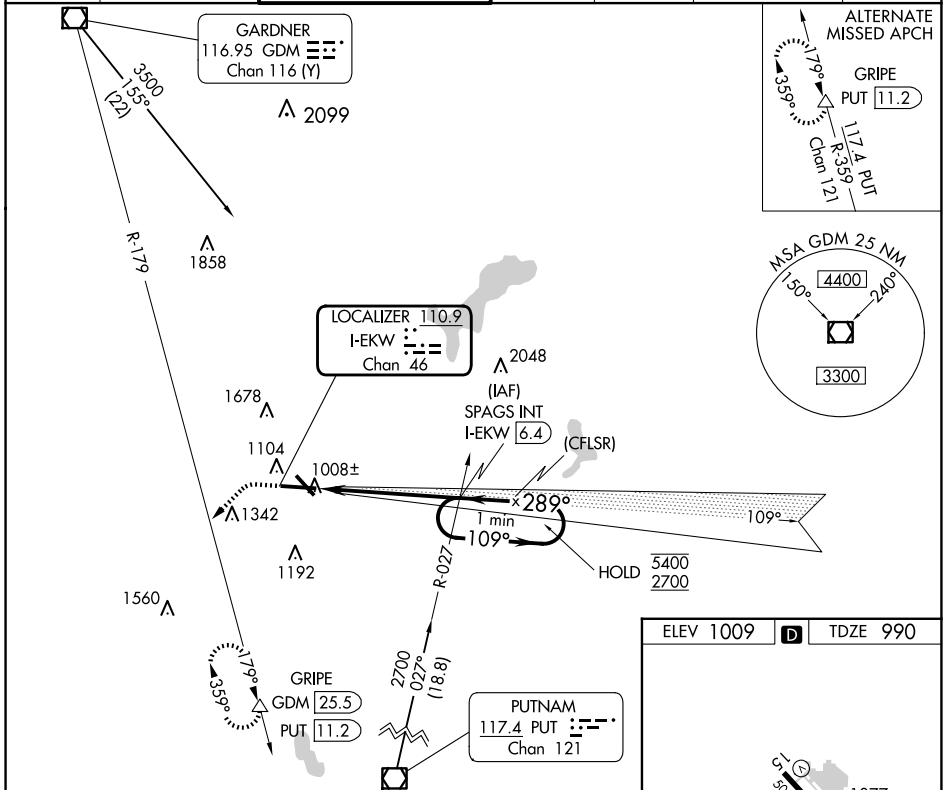 GARDNER
116.95 GDM
Chan 116 (Y)
3500
155°
(22)
2099
ALTERNATE
MISSED APCH
179°
359°
GRIPE
PUT 11.2
117.4 PUT
R-359
Chan 121
R-179
1858
MSA GDM 25 NM
150°
4400
240°
3300
LOCALIZER 110.9
I-EKW
Chan 46
2048
(IAF)
SPAGS INT
I-EKW 6.4
(CFLSR)
1678
1104
1008±
1342
1192
289°
1 min
109°
109°
HOLD 5400
2700
R-027
1560
179°
359°
GRIPE
GDM 25.5
PUT 11.2
2700
027°
(18.8)
PUTNAM
117.4 PUT
Chan 121
ELEV 1009 D TDZE 990
15
V